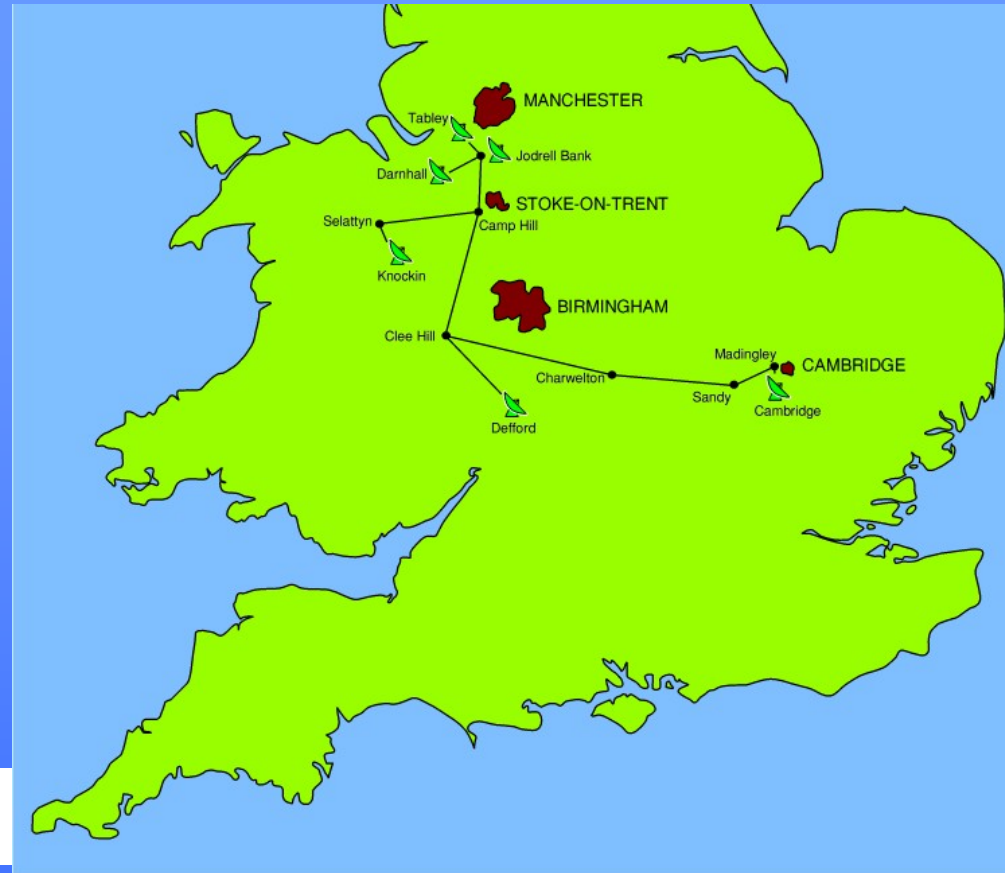 MANCHESTER
Tabley
Jodrell Bank
Darnhall
STOKE-ON-TRENT
Selattyn
Camp Hill
Knockin
BIRMINGHAM
Clee Hill
Madingley
CAMBRIDGE
Charwelton
Sandy
Cambridge
Defford